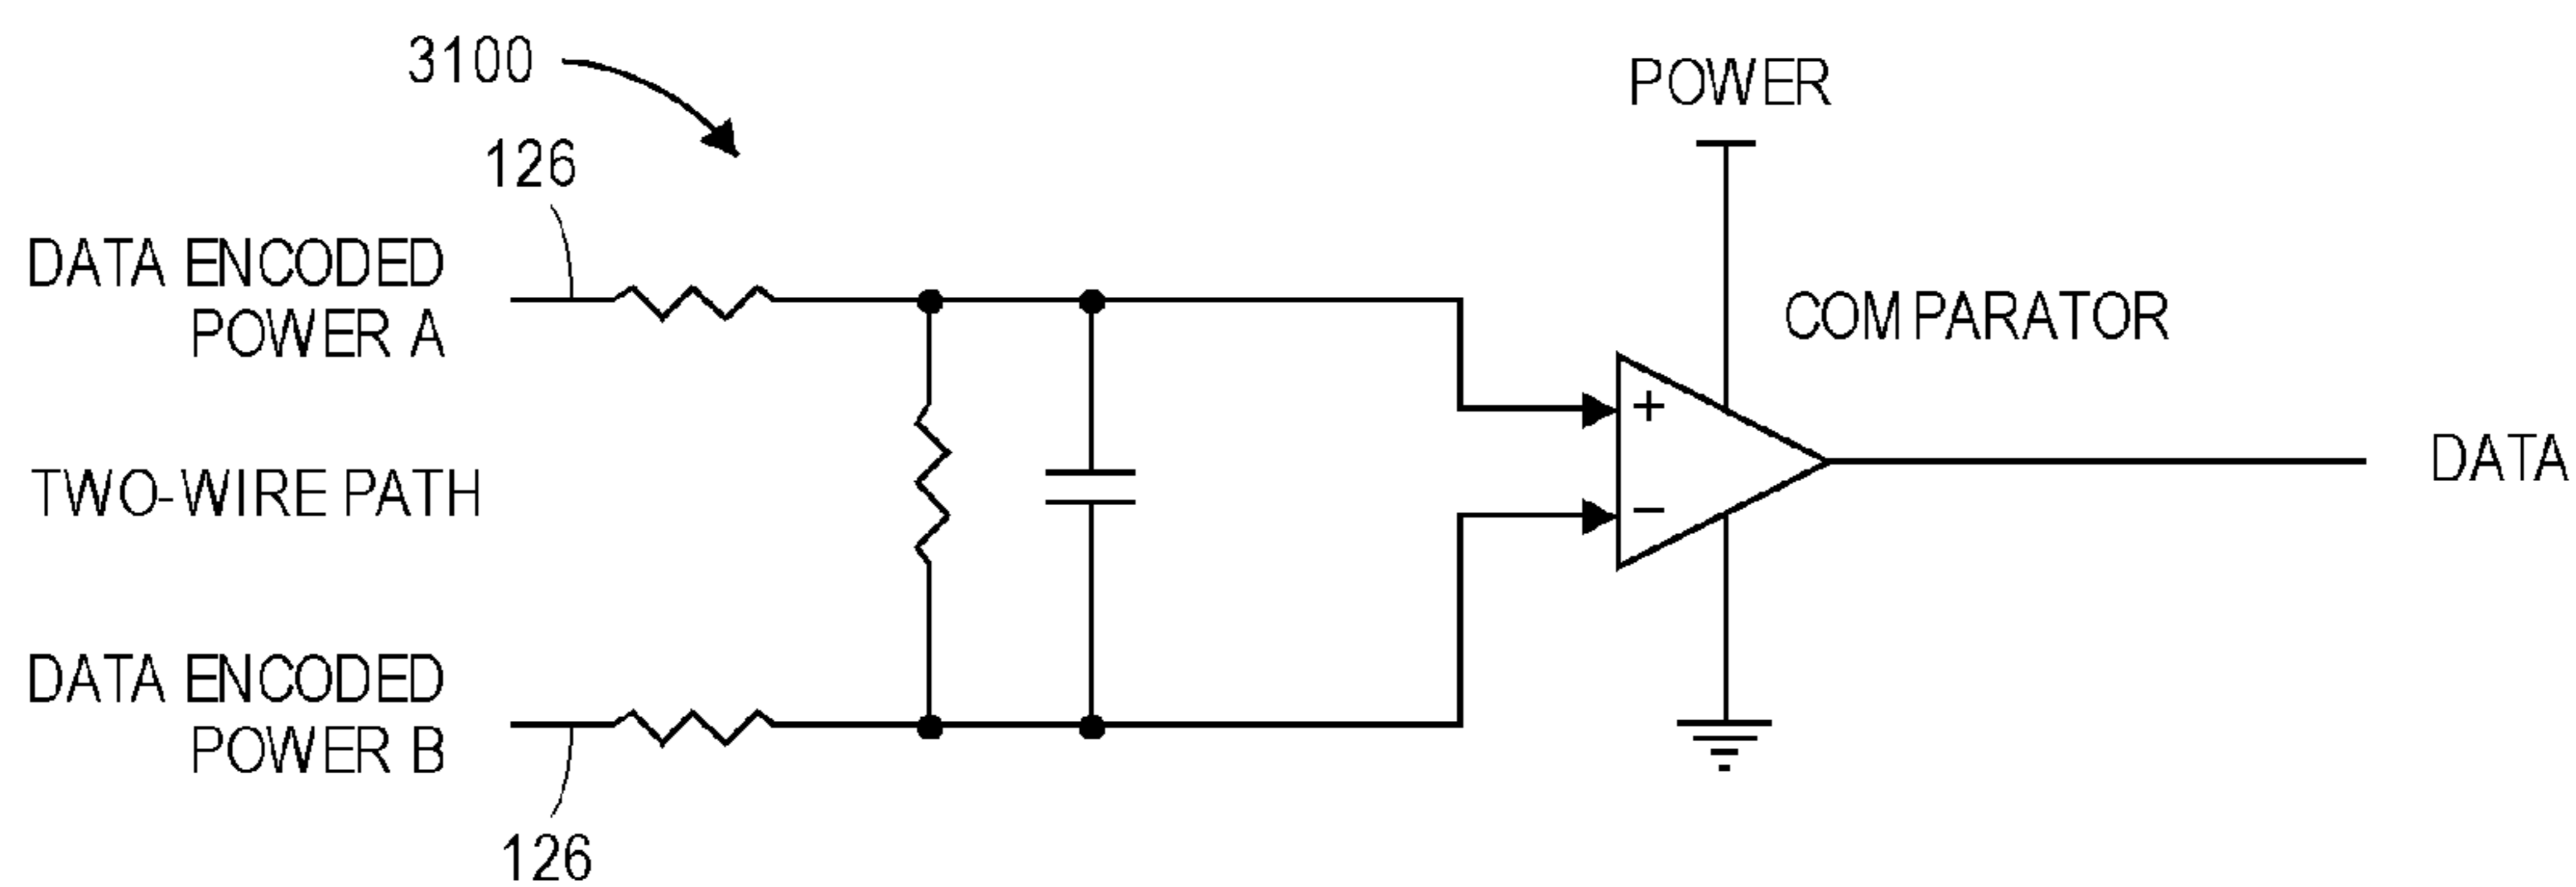 3100
POWER
126
DATA ENCODED
POWER A
COMPARATOR
+
TWO-WIRE PATH
DATA
−
DATA ENCODED
POWER B
126